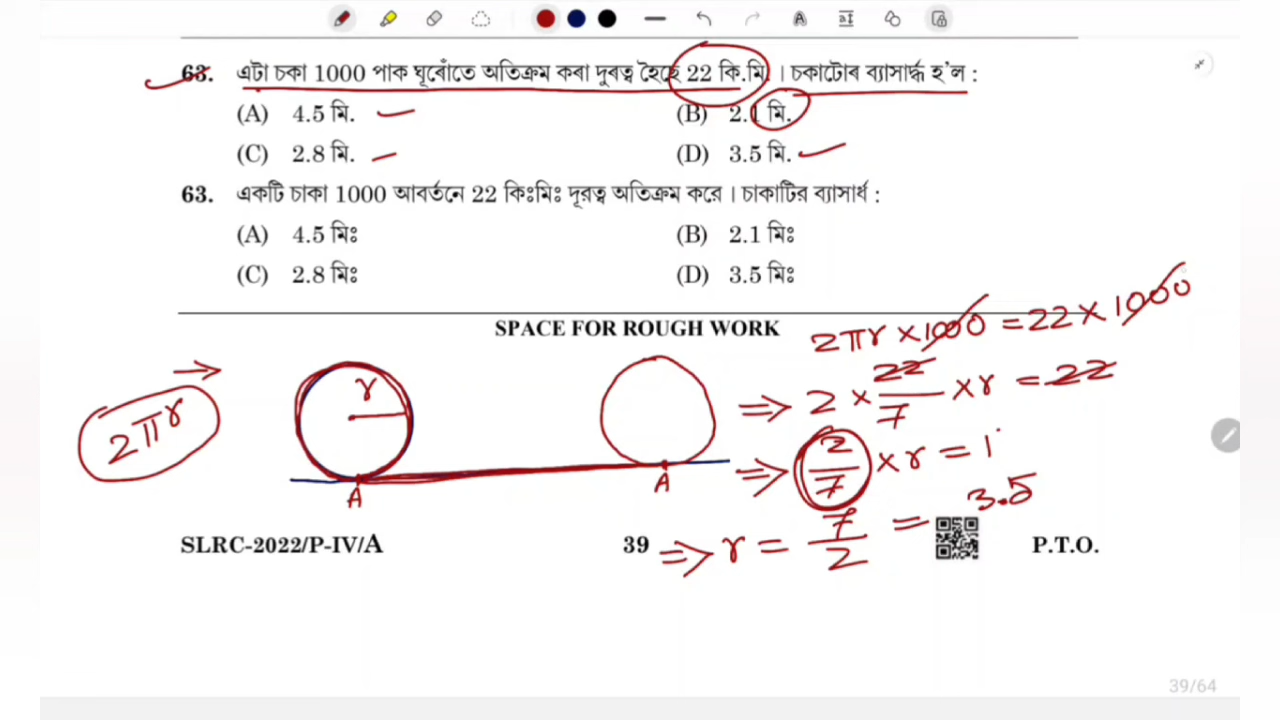 63. এটা চকা 1000 পাক ঘূৰোঁতে অতিক্ৰম কৰা দুৰত্ব হৈছে 22 কি.মি. । চকাটোৰ ব্যাসাৰ্দ্ধ হ'ল :
(A) 4.5 মি. (B) 2.1 মি.
(C) 2.8 মি. (D) 3.5 মি.
63. একটি চাকা 1000 আবর্তনে 22 কিঃমিঃ দূরত্ব অতিক্রম করে । চাকাটির ব্যাসার্ধ :
(A) 4.5 মিঃ (B) 2.1 মিঃ
(C) 2.8 মিঃ (D) 3.5 মিঃ
SPACE FOR ROUGH WORK
2πr × 1000 = 22 × 1000
⇒ 2 × 22/7 × r = 22
⇒ 2/7 × r = 1
⇒ r = 7/2 = 3.5
2πr
r
A
A
SLRC-2022/P-IV/A 39 P.T.O.
39/64